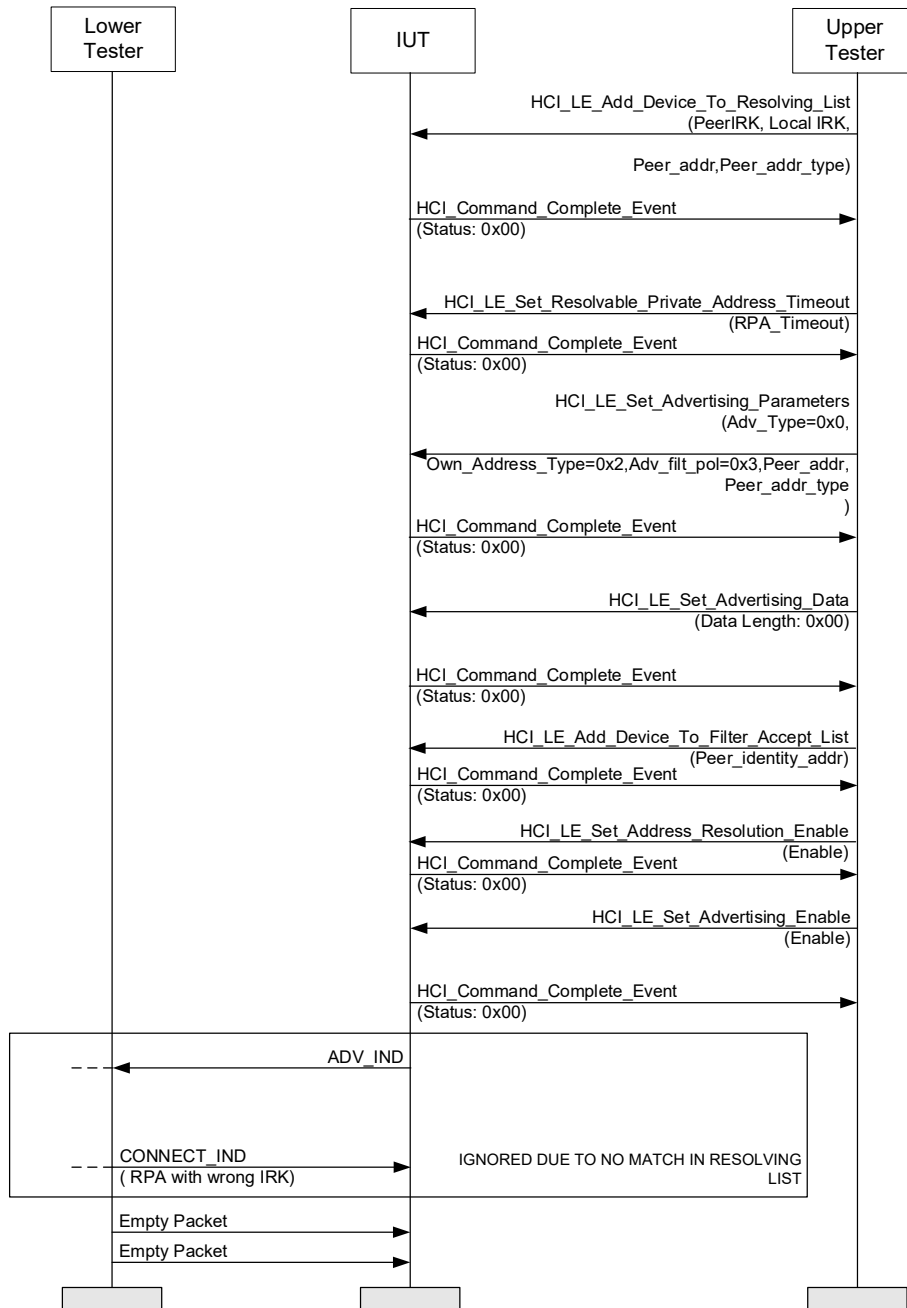 Lower
Tester
IUT
Upper
Tester
HCI_LE_Add_Device_To_Resolving_List
(PeerIRK, Local IRK,
Peer_addr,Peer_addr_type)
HCI_Command_Complete_Event
(Status: 0x00)
HCI_LE_Set_Resolvable_Private_Address_Timeout
(RPA_Timeout)
HCI_Command_Complete_Event
(Status: 0x00)
HCI_LE_Set_Advertising_Parameters
(Adv_Type=0x0,
Own_Address_Type=0x2,Adv_filt_pol=0x3,Peer_addr,
Peer_addr_type
)
HCI_Command_Complete_Event
(Status: 0x00)
HCI_LE_Set_Advertising_Data
(Data Length: 0x00)
HCI_Command_Complete_Event
(Status: 0x00)
HCI_LE_Add_Device_To_Filter_Accept_List
(Peer_identity_addr)
HCI_Command_Complete_Event
(Status: 0x00)
HCI_LE_Set_Address_Resolution_Enable
(Enable)
HCI_Command_Complete_Event
(Status: 0x00)
HCI_LE_Set_Advertising_Enable
(Enable)
HCI_Command_Complete_Event
(Status: 0x00)
ADV_IND
CONNECT_IND
( RPA with wrong IRK)
IGNORED DUE TO NO MATCH IN RESOLVING
LIST
Empty Packet
Empty Packet